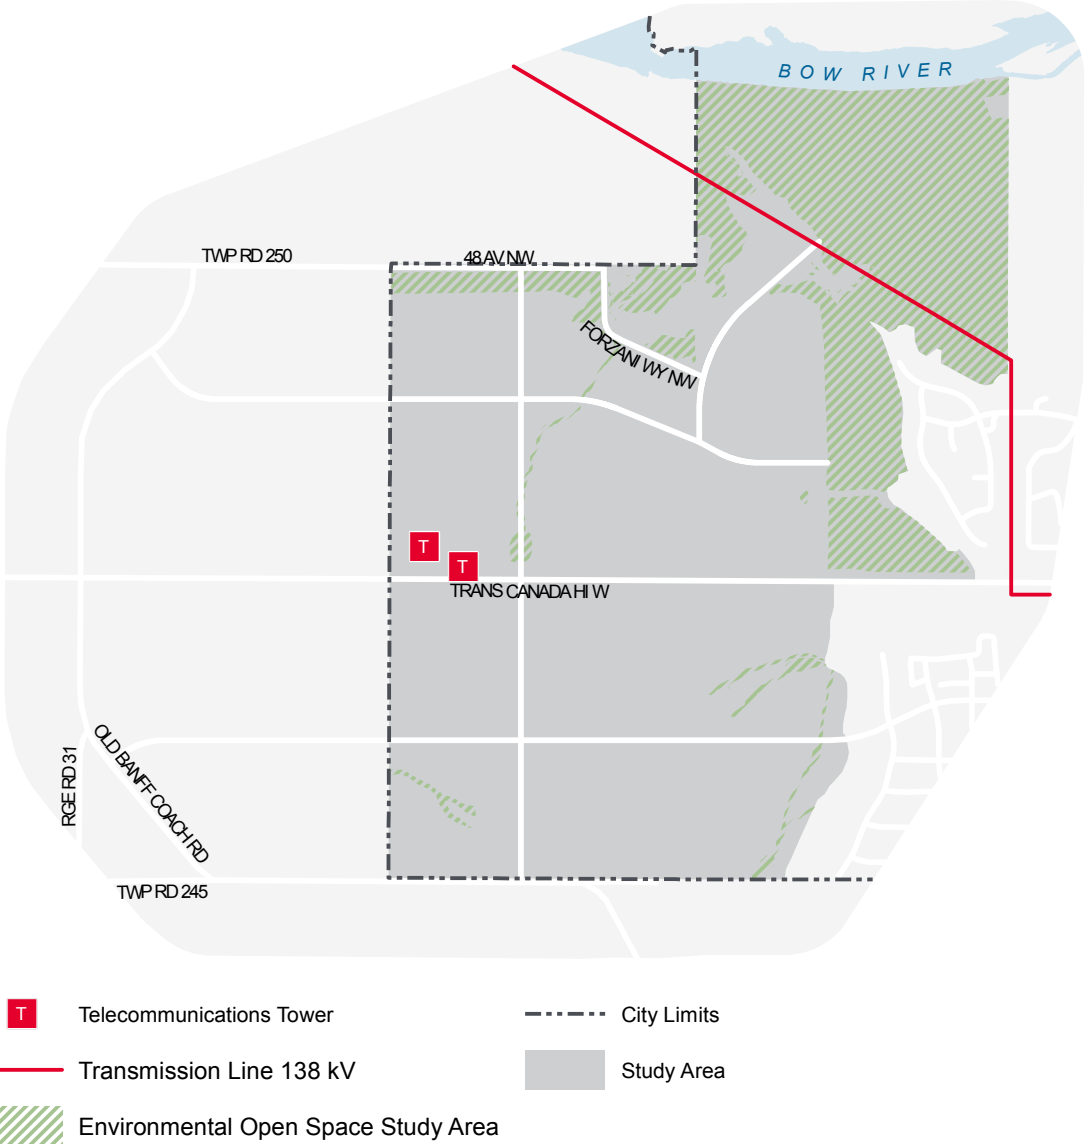 BOW RIVER
TWP RD 250
48 AV NW
FORZANI WY NW
T
T
TRANS CANADA HI W
OLD BANFF COACH RD
RGE RD 31
TWP RD 245
T Telecommunications Tower
City Limits
Transmission Line 138 kV
Study Area
Environmental Open Space Study Area